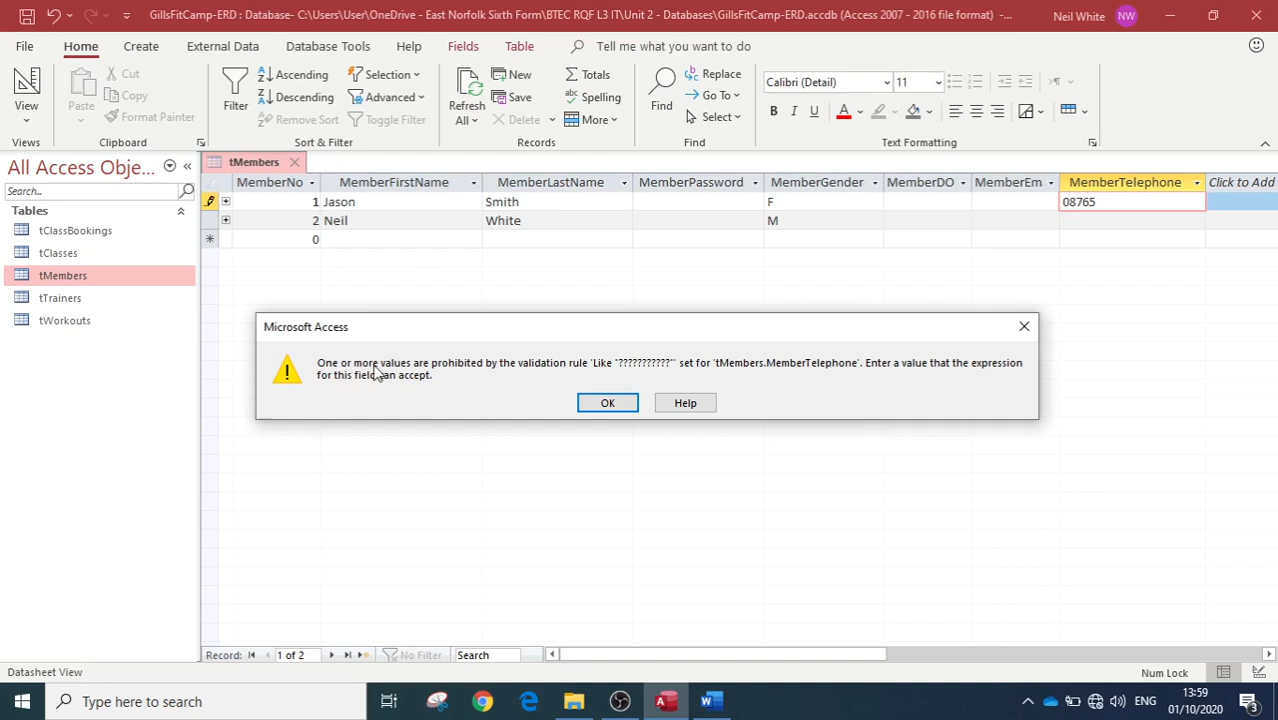 GillsFitCamp-ERD : Database- C:\Users\User\OneDrive - East Norfolk Sixth Form\BTEC RQF L3 IT\Unit 2 - Databases\GillsFitCamp-ERD.accdb (Access 2007 - 2016 file format) -...
Neil White NW
File Home Create External Data Database Tools Help Fields Table Tell me what you want to do
View Paste Cut Copy Format Painter Filter Ascending Descending Remove Sort Selection Advanced Toggle Filter Refresh All New Save Delete Totals Spelling More Find Replace Go To Select Calibri (Detail) 11 B I U A
Views Clipboard Sort & Filter Records Find Text Formatting
All Access Obje...
Search...
Tables
tClassBookings
tClasses
tMembers
tTrainers
tWorkouts
tMembers
MemberNo MemberFirstName MemberLastName MemberPassword MemberGender MemberDO MemberEm MemberTelephone Click to Add
1 Jason Smith F 08765
2 Neil White M
0
Microsoft Access
One or more values are prohibited by the validation rule 'Like "???????????"' set for 'tMembers.MemberTelephone'. Enter a value that the expression
for this field can accept.
OK Help
Record: 1 of 2 No Filter Search
Datasheet View Num Lock
Type here to search
ENG
13:59
01/10/2020
3